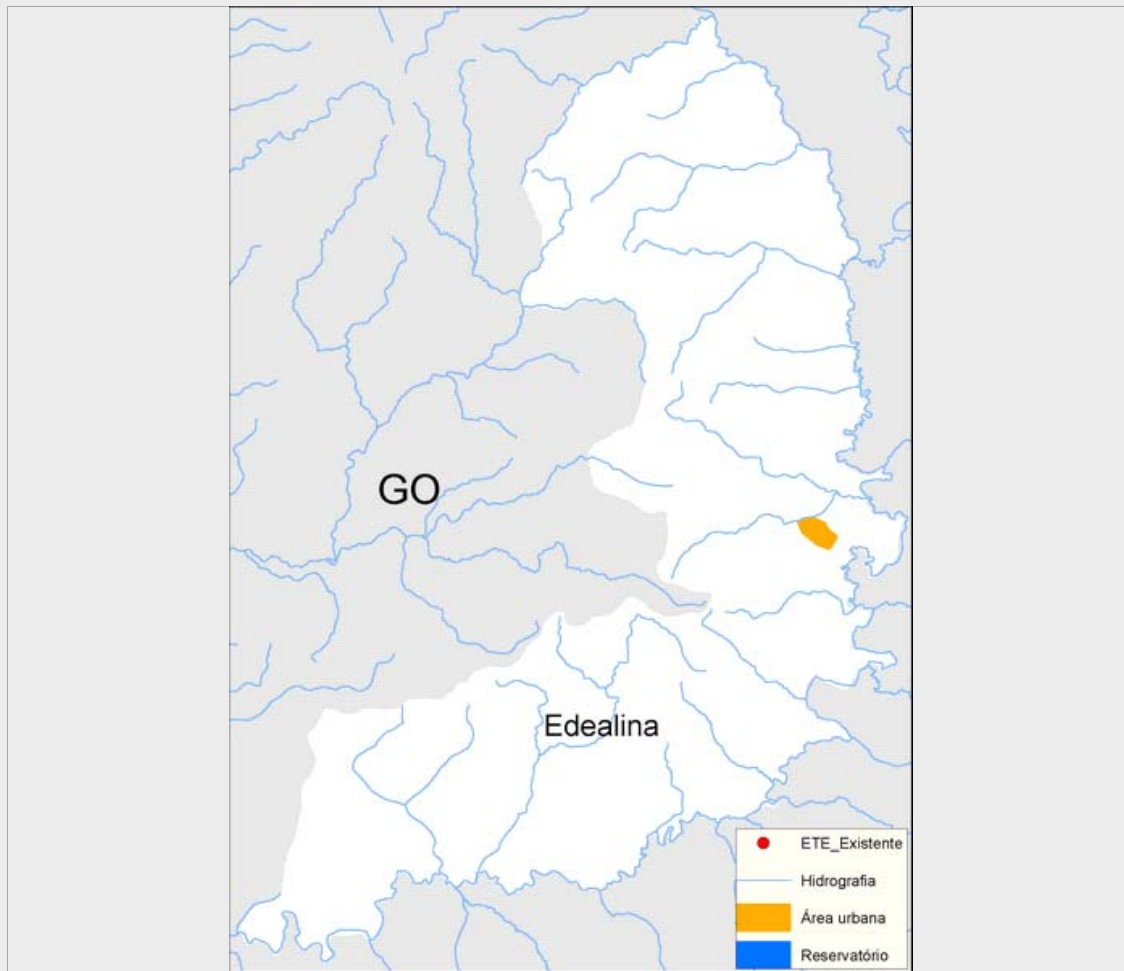 GO
Edealina
ETE_Existente
Hidrografia
Área urbana
Reservatório